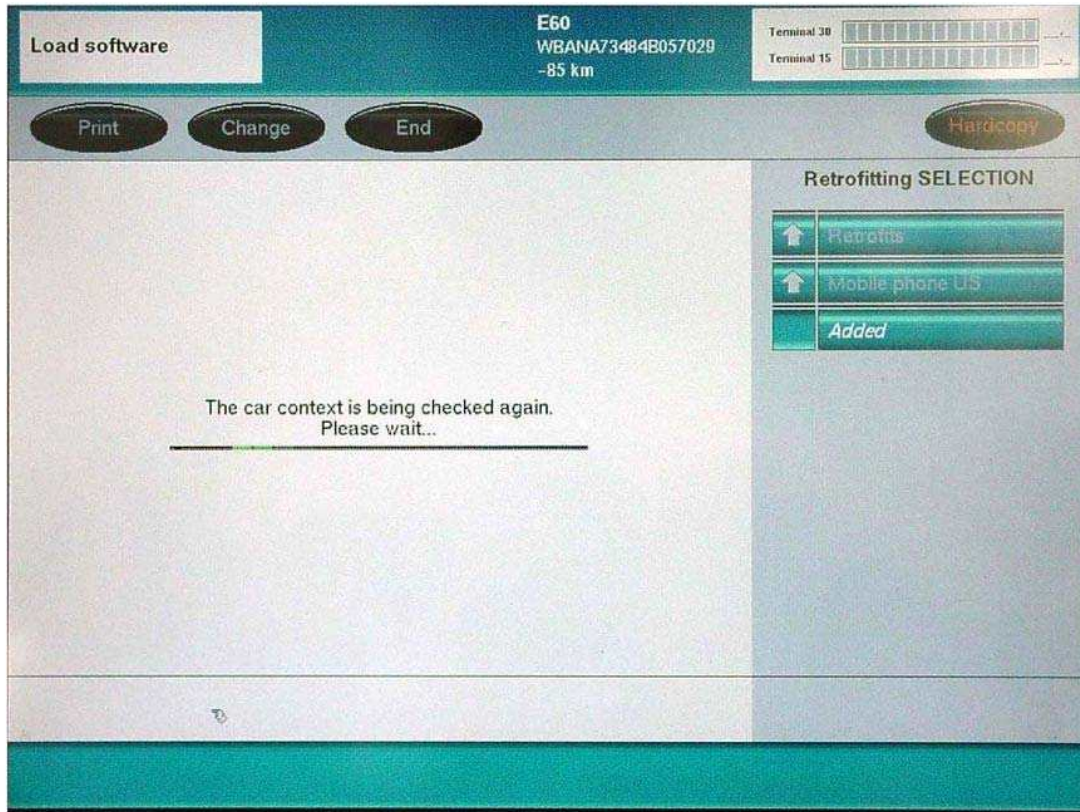 Load software
E60
WBANA73484B057029
-85 km
Terminal 30
Terminal 15
Print
Change
End
Hardcopy
Retrofitting SELECTION
Retrofits
Mobile phone US
Added
The car context is being checked again.
Please wait...